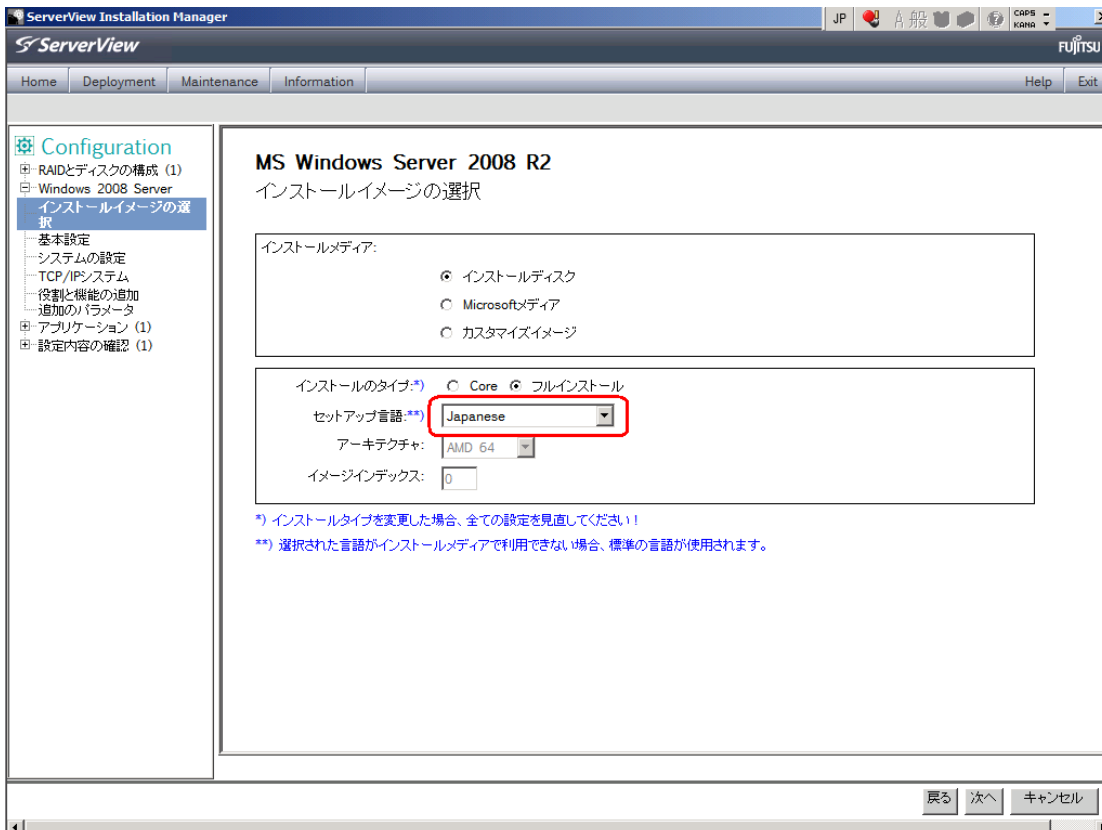 ServerView Installation Manager
JP A 般 CAPS KANA
ServerView
FUJITSU
Home Deployment Maintenance Information Help Exit
Configuration
RAIDとディスクの構成 (1)
Windows 2008 Server
インストールイメージの選
択
基本設定
システムの設定
TCP/IPシステム
役割と機能の追加
追加のパラメータ
アプリケーション (1)
設定内容の確認 (1)
MS Windows Server 2008 R2
インストールイメージの選択
インストールメディア:
インストールディスク
Microsoftメディア
カスタマイズイメージ
インストールのタイプ:*) Core フルインストール
セットアップ言語:**) Japanese
アーキテクチャ: AMD 64
イメージインデックス: 0
*) インストールタイプを変更した場合、全ての設定を見直してください!
**) 選択された言語がインストールメディアで利用できない場合、標準の言語が使用されます。
戻る 次へ キャンセル